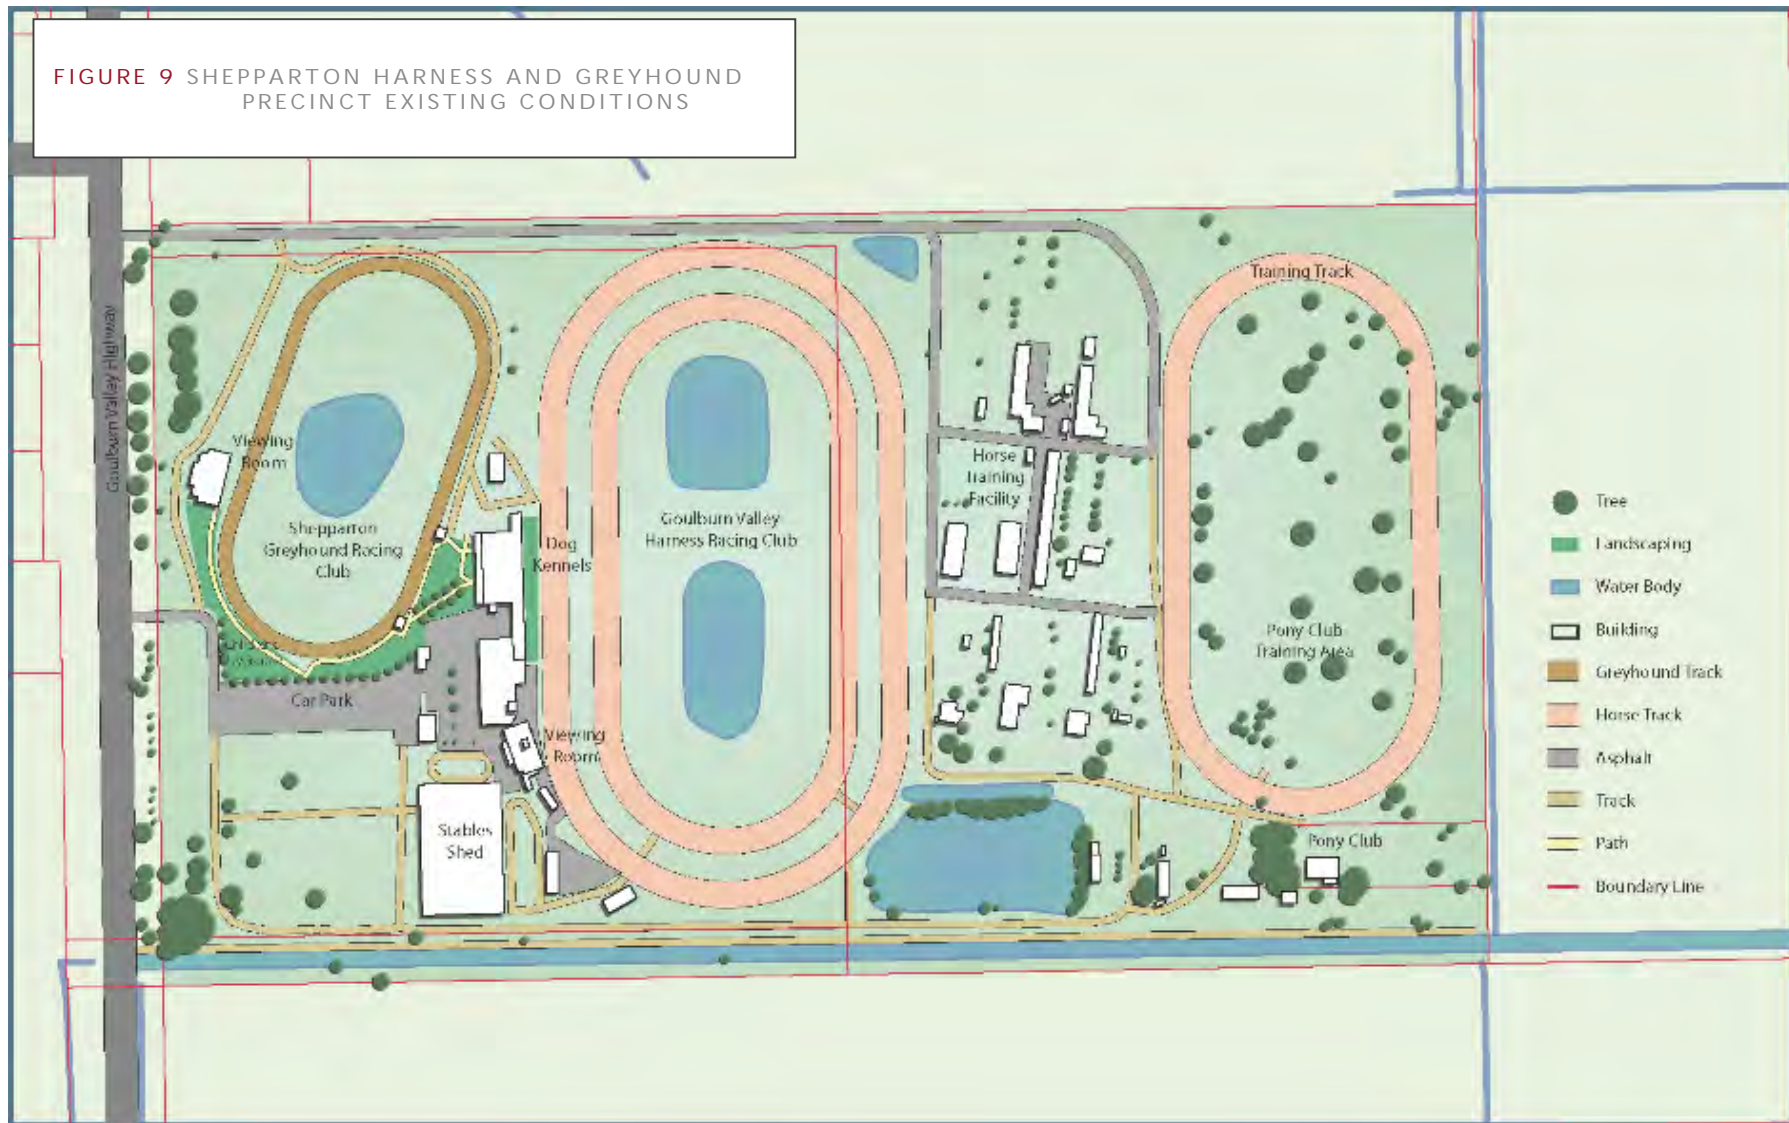 FIGURE 9 SHEPPARTON HARNESS AND GREYHOUND
PRECINCT EXISTING CONDITIONS
Goulburn Valley Highway
Viewing
Room
Shepparton
Greyhound Racing
Club
Car Park
Dog
Kennels
Viewing
Room
Stables
Shed
Goulburn Valley
Harness Racing Club
Horse
Training
Facility
Training Track
Pony Club
Training Area
Pony Club
Tree
Landscaping
Water Body
Building
Greyhound Track
Horse Track
Asphalt
Track
Path
Boundary Line